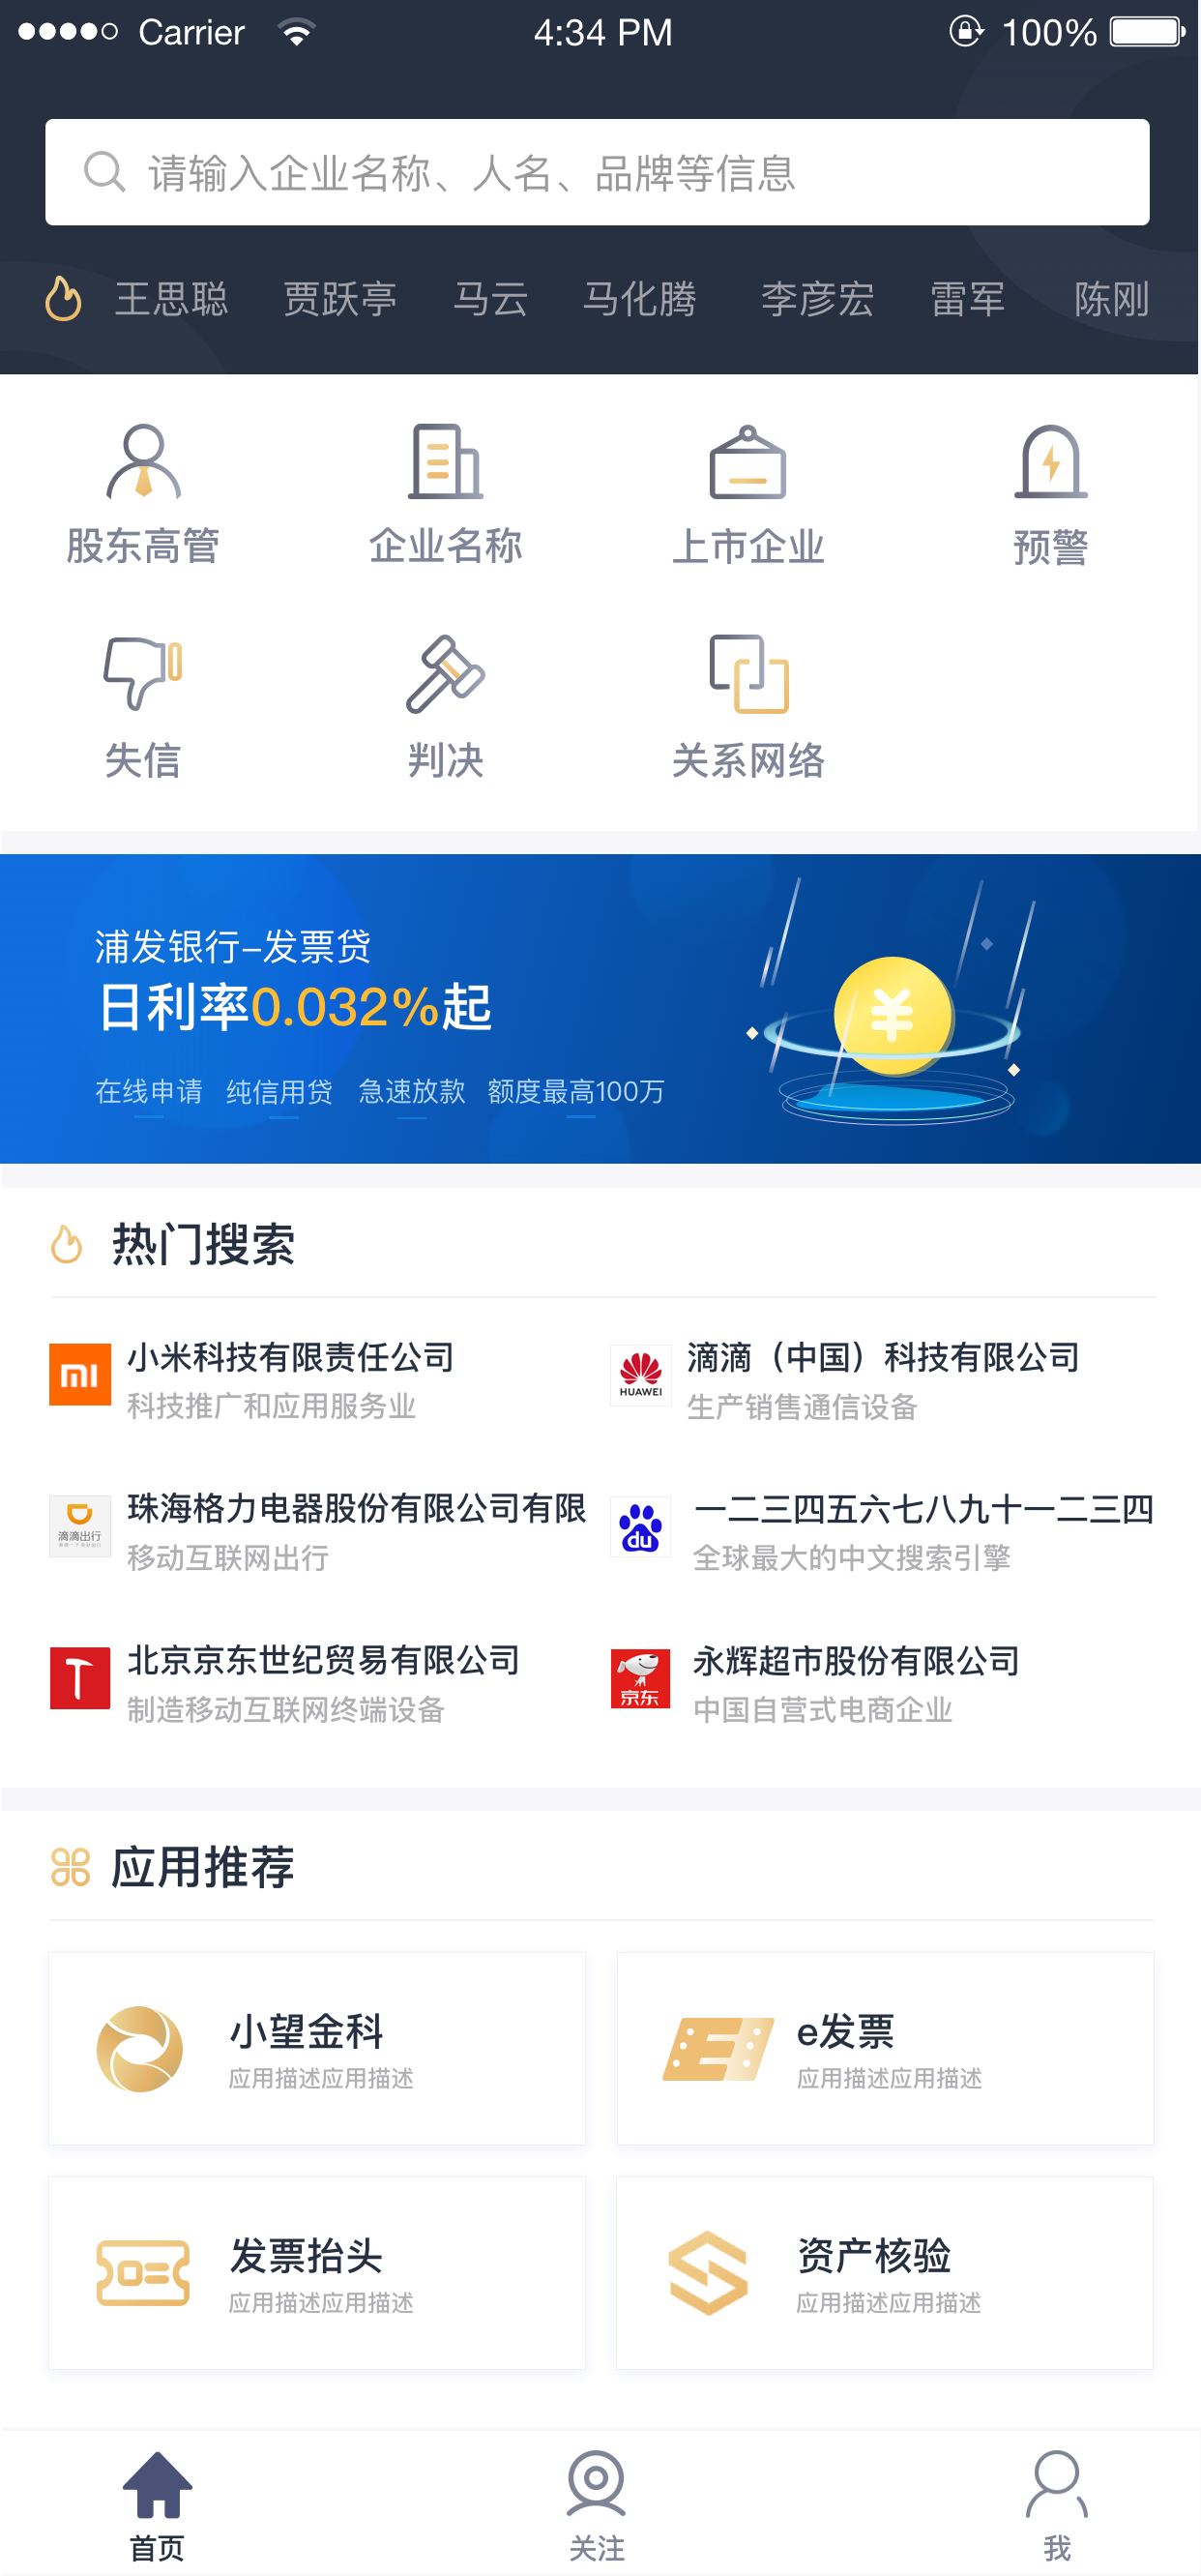 Carrier 4:34 PM 100%
请输入企业名称、人名、品牌等信息
王思聪 贾跃亭 马云 马化腾 李彦宏 雷军 陈刚
股东高管 企业名称 上市企业 预警
失信 判决 关系网络
浦发银行-发票贷
日利率0.032%起
在线申请 纯信用贷 急速放款 额度最高100万
热门搜索
小米科技有限责任公司
科技推广和应用服务业
HUAWEI
滴滴（中国）科技有限公司
生产销售通信设备
滴滴出行
珠海格力电器股份有限公司有限
移动互联网出行
du
一二三四五六七八九十一二三四
全球最大的中文搜索引擎
北京京东世纪贸易有限公司
制造移动互联网终端设备
京东
永辉超市股份有限公司
中国自营式电商企业
应用推荐
小望金科
应用描述应用描述
e发票
应用描述应用描述
发票抬头
应用描述应用描述
资产核验
应用描述应用描述
首页 关注 我